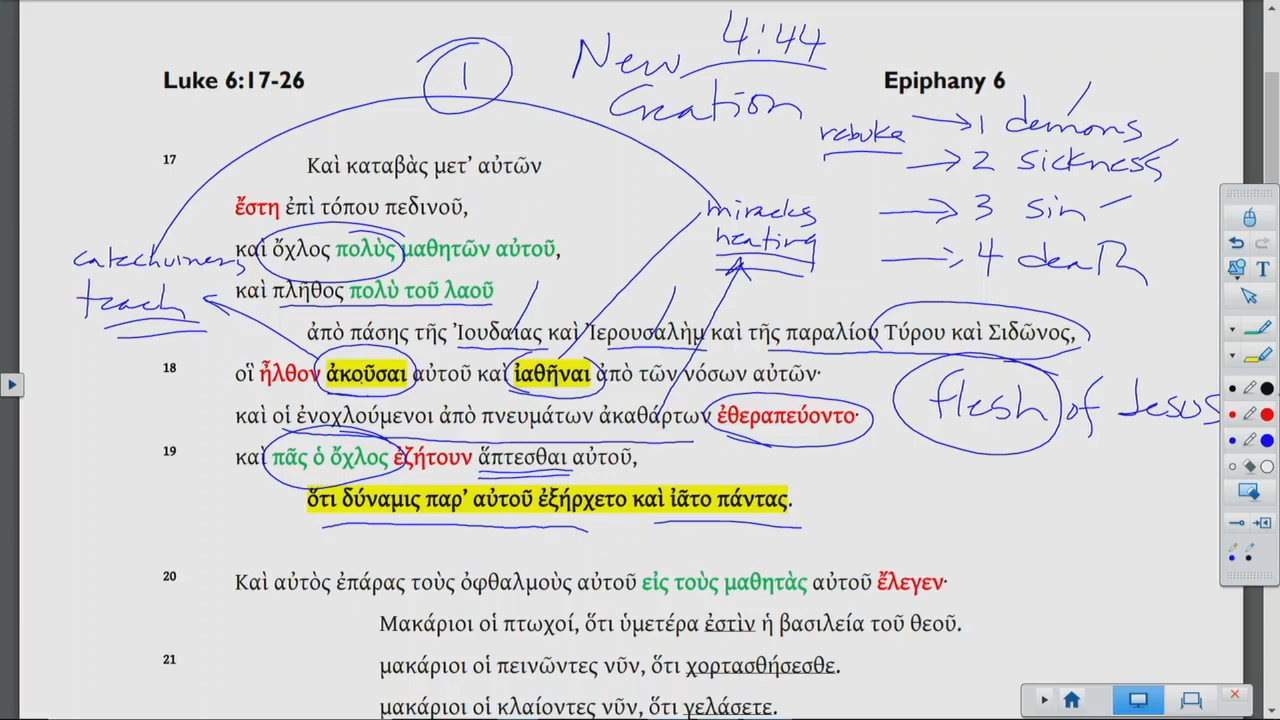 4:44
1
New
Creation
Luke 6:17-26
Epiphany 6
rebuke → 1 demons
→ 2 sickness
→ 3 sin
→ 4 death
17 Καὶ καταβὰς μετ’ αὐτῶν
ἔστη ἐπὶ τόπου πεδινοῦ,
miracles
healing
καὶ ὄχλος πολὺς μαθητῶν αὐτοῦ,
catechumens
teach
καὶ πλῆθος πολὺ τοῦ λαοῦ
ἀπὸ πάσης τῆς Ἰουδαίας καὶ Ἰερουσαλὴμ καὶ τῆς παραλίου Τύρου καὶ Σιδῶνος,
18 οἳ ἦλθον ἀκοῦσαι αὐτοῦ καὶ ἰαθῆναι ἀπὸ τῶν νόσων αὐτῶν·
flesh of Jesus
καὶ οἱ ἐνοχλούμενοι ἀπὸ πνευμάτων ἀκαθάρτων ἐθεραπεύοντο·
19 καὶ πᾶς ὁ ὄχλος ἐζήτουν ἅπτεσθαι αὐτοῦ,
ὅτι δύναμις παρ’ αὐτοῦ ἐξήρχετο καὶ ἰᾶτο πάντας.
20 Καὶ αὐτὸς ἐπάρας τοὺς ὀφθαλμοὺς αὐτοῦ εἰς τοὺς μαθητὰς αὐτοῦ ἔλεγεν·
Μακάριοι οἱ πτωχοί, ὅτι ὑμετέρα ἐστὶν ἡ βασιλεία τοῦ θεοῦ.
21 μακάριοι οἱ πεινῶντες νῦν, ὅτι χορτασθήσεσθε.
μακάριοι οἱ κλαίοντες νῦν, ὅτι γελάσετε.
T